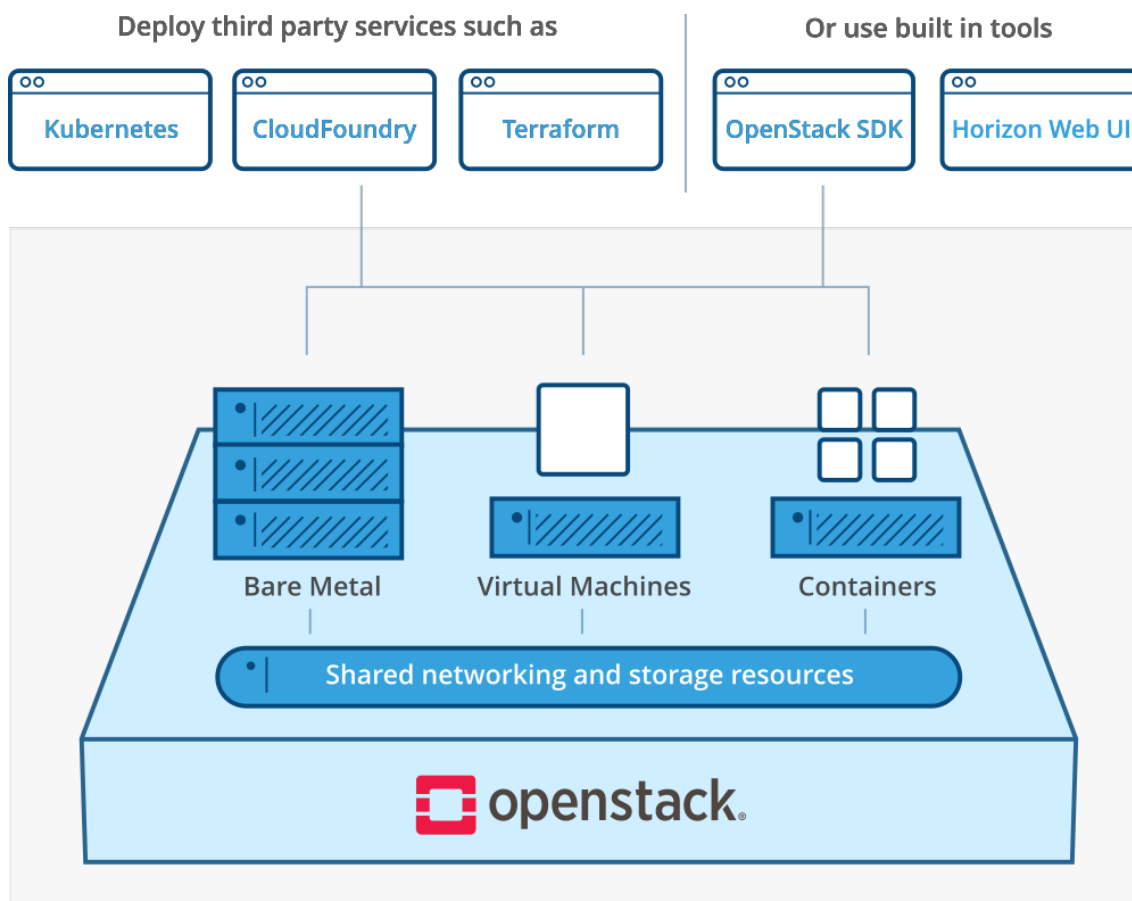 Deploy third party services such as
Or use built in tools
Kubernetes
CloudFoundry
Terraform
OpenStack SDK
Horizon Web UI
Bare Metal
Virtual Machines
Containers
Shared networking and storage resources
openstack®